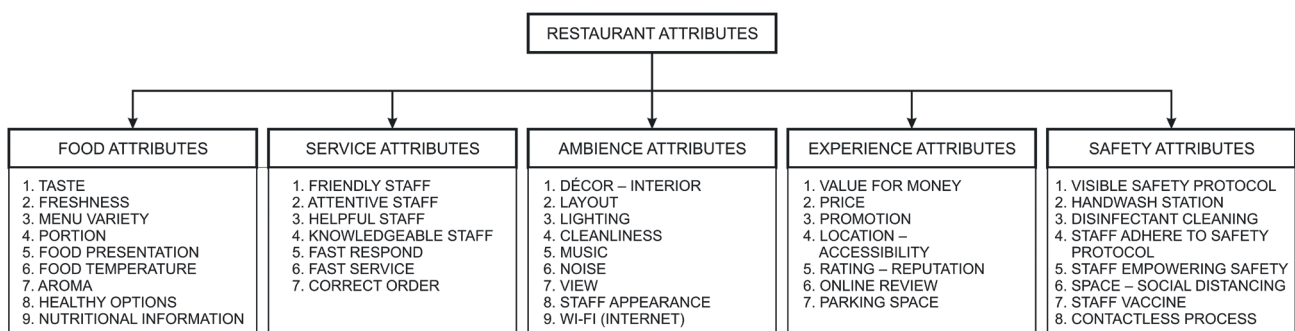 RESTAURANT ATTRIBUTES
FOOD ATTRIBUTES
1. TASTE
2. FRESHNESS
3. MENU VARIETY
4. PORTION
5. FOOD PRESENTATION
6. FOOD TEMPERATURE
7. AROMA
8. HEALTHY OPTIONS
9. NUTRITIONAL INFORMATION
SERVICE ATTRIBUTES
1. FRIENDLY STAFF
2. ATTENTIVE STAFF
3. HELPFUL STAFF
4. KNOWLEDGEABLE STAFF
5. FAST RESPOND
6. FAST SERVICE
7. CORRECT ORDER
AMBIENCE ATTRIBUTES
1. DÉCOR – INTERIOR
2. LAYOUT
3. LIGHTING
4. CLEANLINESS
5. MUSIC
6. NOISE
7. VIEW
8. STAFF APPEARANCE
9. WI-FI (INTERNET)
EXPERIENCE ATTRIBUTES
1. VALUE FOR MONEY
2. PRICE
3. PROMOTION
4. LOCATION –
ACCESSIBILITY
5. RATING – REPUTATION
6. ONLINE REVIEW
7. PARKING SPACE
SAFETY ATTRIBUTES
1. VISIBLE SAFETY PROTOCOL
2. HANDWASH STATION
3. DISINFECTANT CLEANING
4. STAFF ADHERE TO SAFETY
PROTOCOL
5. STAFF EMPOWERING SAFETY
6. SPACE – SOCIAL DISTANCING
7. STAFF VACCINE
8. CONTACTLESS PROCESS